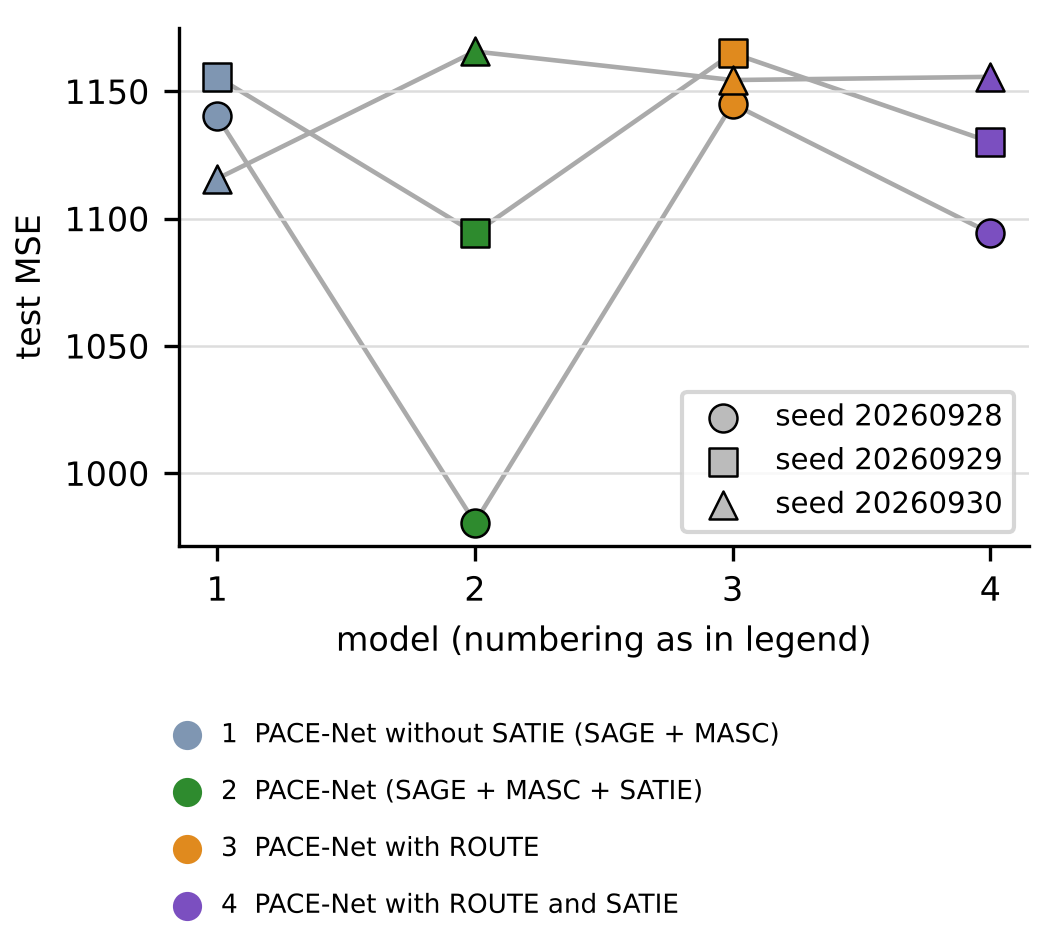 1150
1100
1050
1000
test MSE
seed 20260928
seed 20260929
seed 20260930
1 2 3 4
model (numbering as in legend)
1 PACE-Net without SATIE (SAGE + MASC)
2 PACE-Net (SAGE + MASC + SATIE)
3 PACE-Net with ROUTE
4 PACE-Net with ROUTE and SATIE